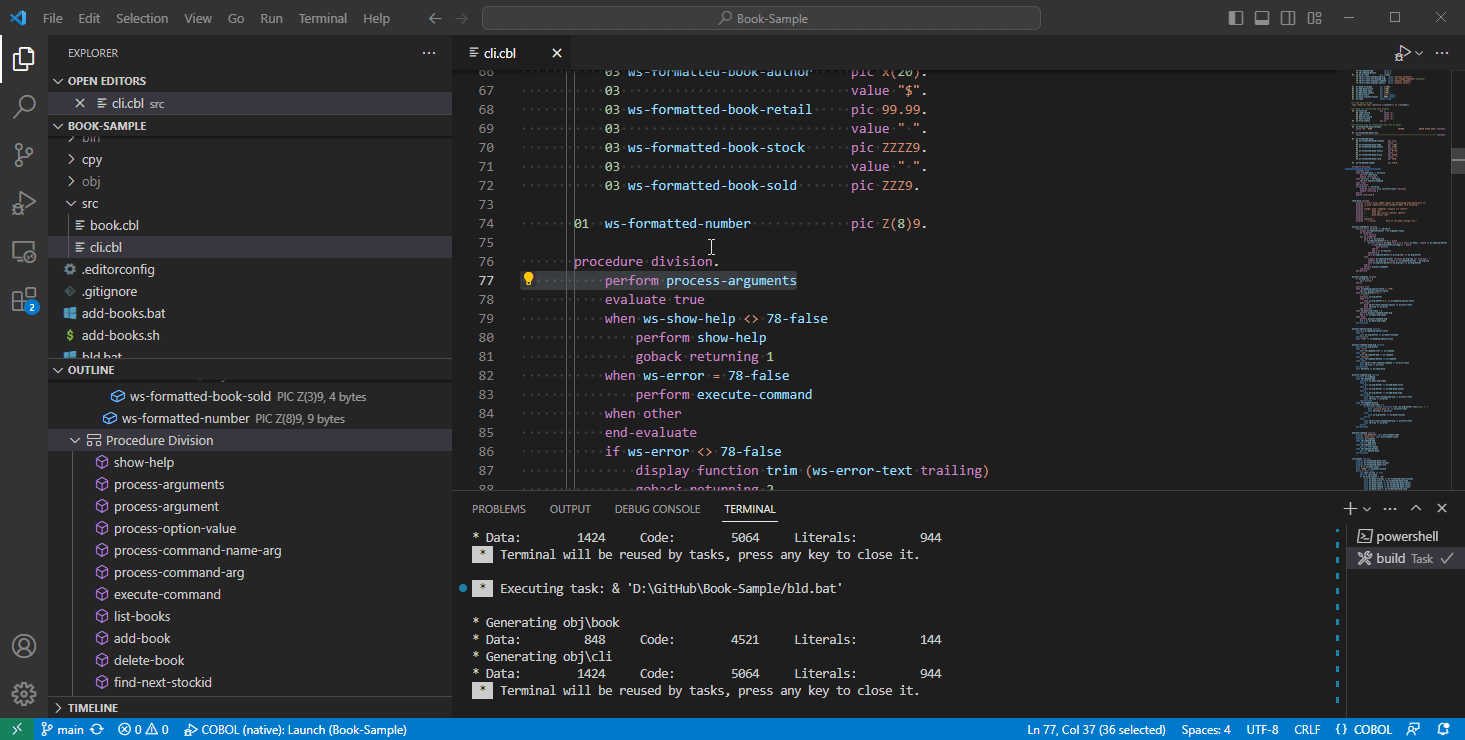 File Edit Selection View Go Run Terminal Help
Book-Sample
EXPLORER
OPEN EDITORS
cli.cbl src
BOOK-SAMPLE
bin
cpy
obj
src
book.cbl
cli.cbl
.editorconfig
.gitignore
add-books.bat
add-books.sh
bld.bat
OUTLINE
ws-formatted-book-sold PIC Z(3)9, 4 bytes
ws-formatted-number PIC Z(8)9, 9 bytes
Procedure Division
show-help
process-arguments
process-argument
process-option-value
process-command-name-arg
process-command-arg
execute-command
list-books
add-book
delete-book
find-next-stockid
TIMELINE
2
cli.cbl
66 03 ws-formatted-book-author pic x(20).
67 03 value "$".
68 03 ws-formatted-book-retail pic 99.99.
69 03 value " ".
70 03 ws-formatted-book-stock pic ZZZZ9.
71 03 value " ".
72 03 ws-formatted-book-sold pic ZZZ9.
73
74 01 ws-formatted-number pic Z(8)9.
75
76 procedure division.
77 perform process-arguments
78 evaluate true
79 when ws-show-help <> 78-false
80 perform show-help
81 goback returning 1
82 when ws-error = 78-false
83 perform execute-command
84 when other
85 end-evaluate
86 if ws-error <> 78-false
87 display function trim (ws-error-text trailing)
88 goback returning 2
PROBLEMS OUTPUT DEBUG CONSOLE TERMINAL
* Data: 1424 Code: 5064 Literals: 944
* Terminal will be reused by tasks, press any key to close it.
* Executing task: & 'D:\GitHub\Book-Sample/bld.bat'
* Generating obj\book
* Data: 848 Code: 4521 Literals: 144
* Generating obj\cli
* Data: 1424 Code: 5064 Literals: 944
* Terminal will be reused by tasks, press any key to close it.
powershell
build Task
main 0 0 COBOL (native): Launch (Book-Sample)
Ln 77, Col 37 (36 selected) Spaces: 4 UTF-8 CRLF {} COBOL